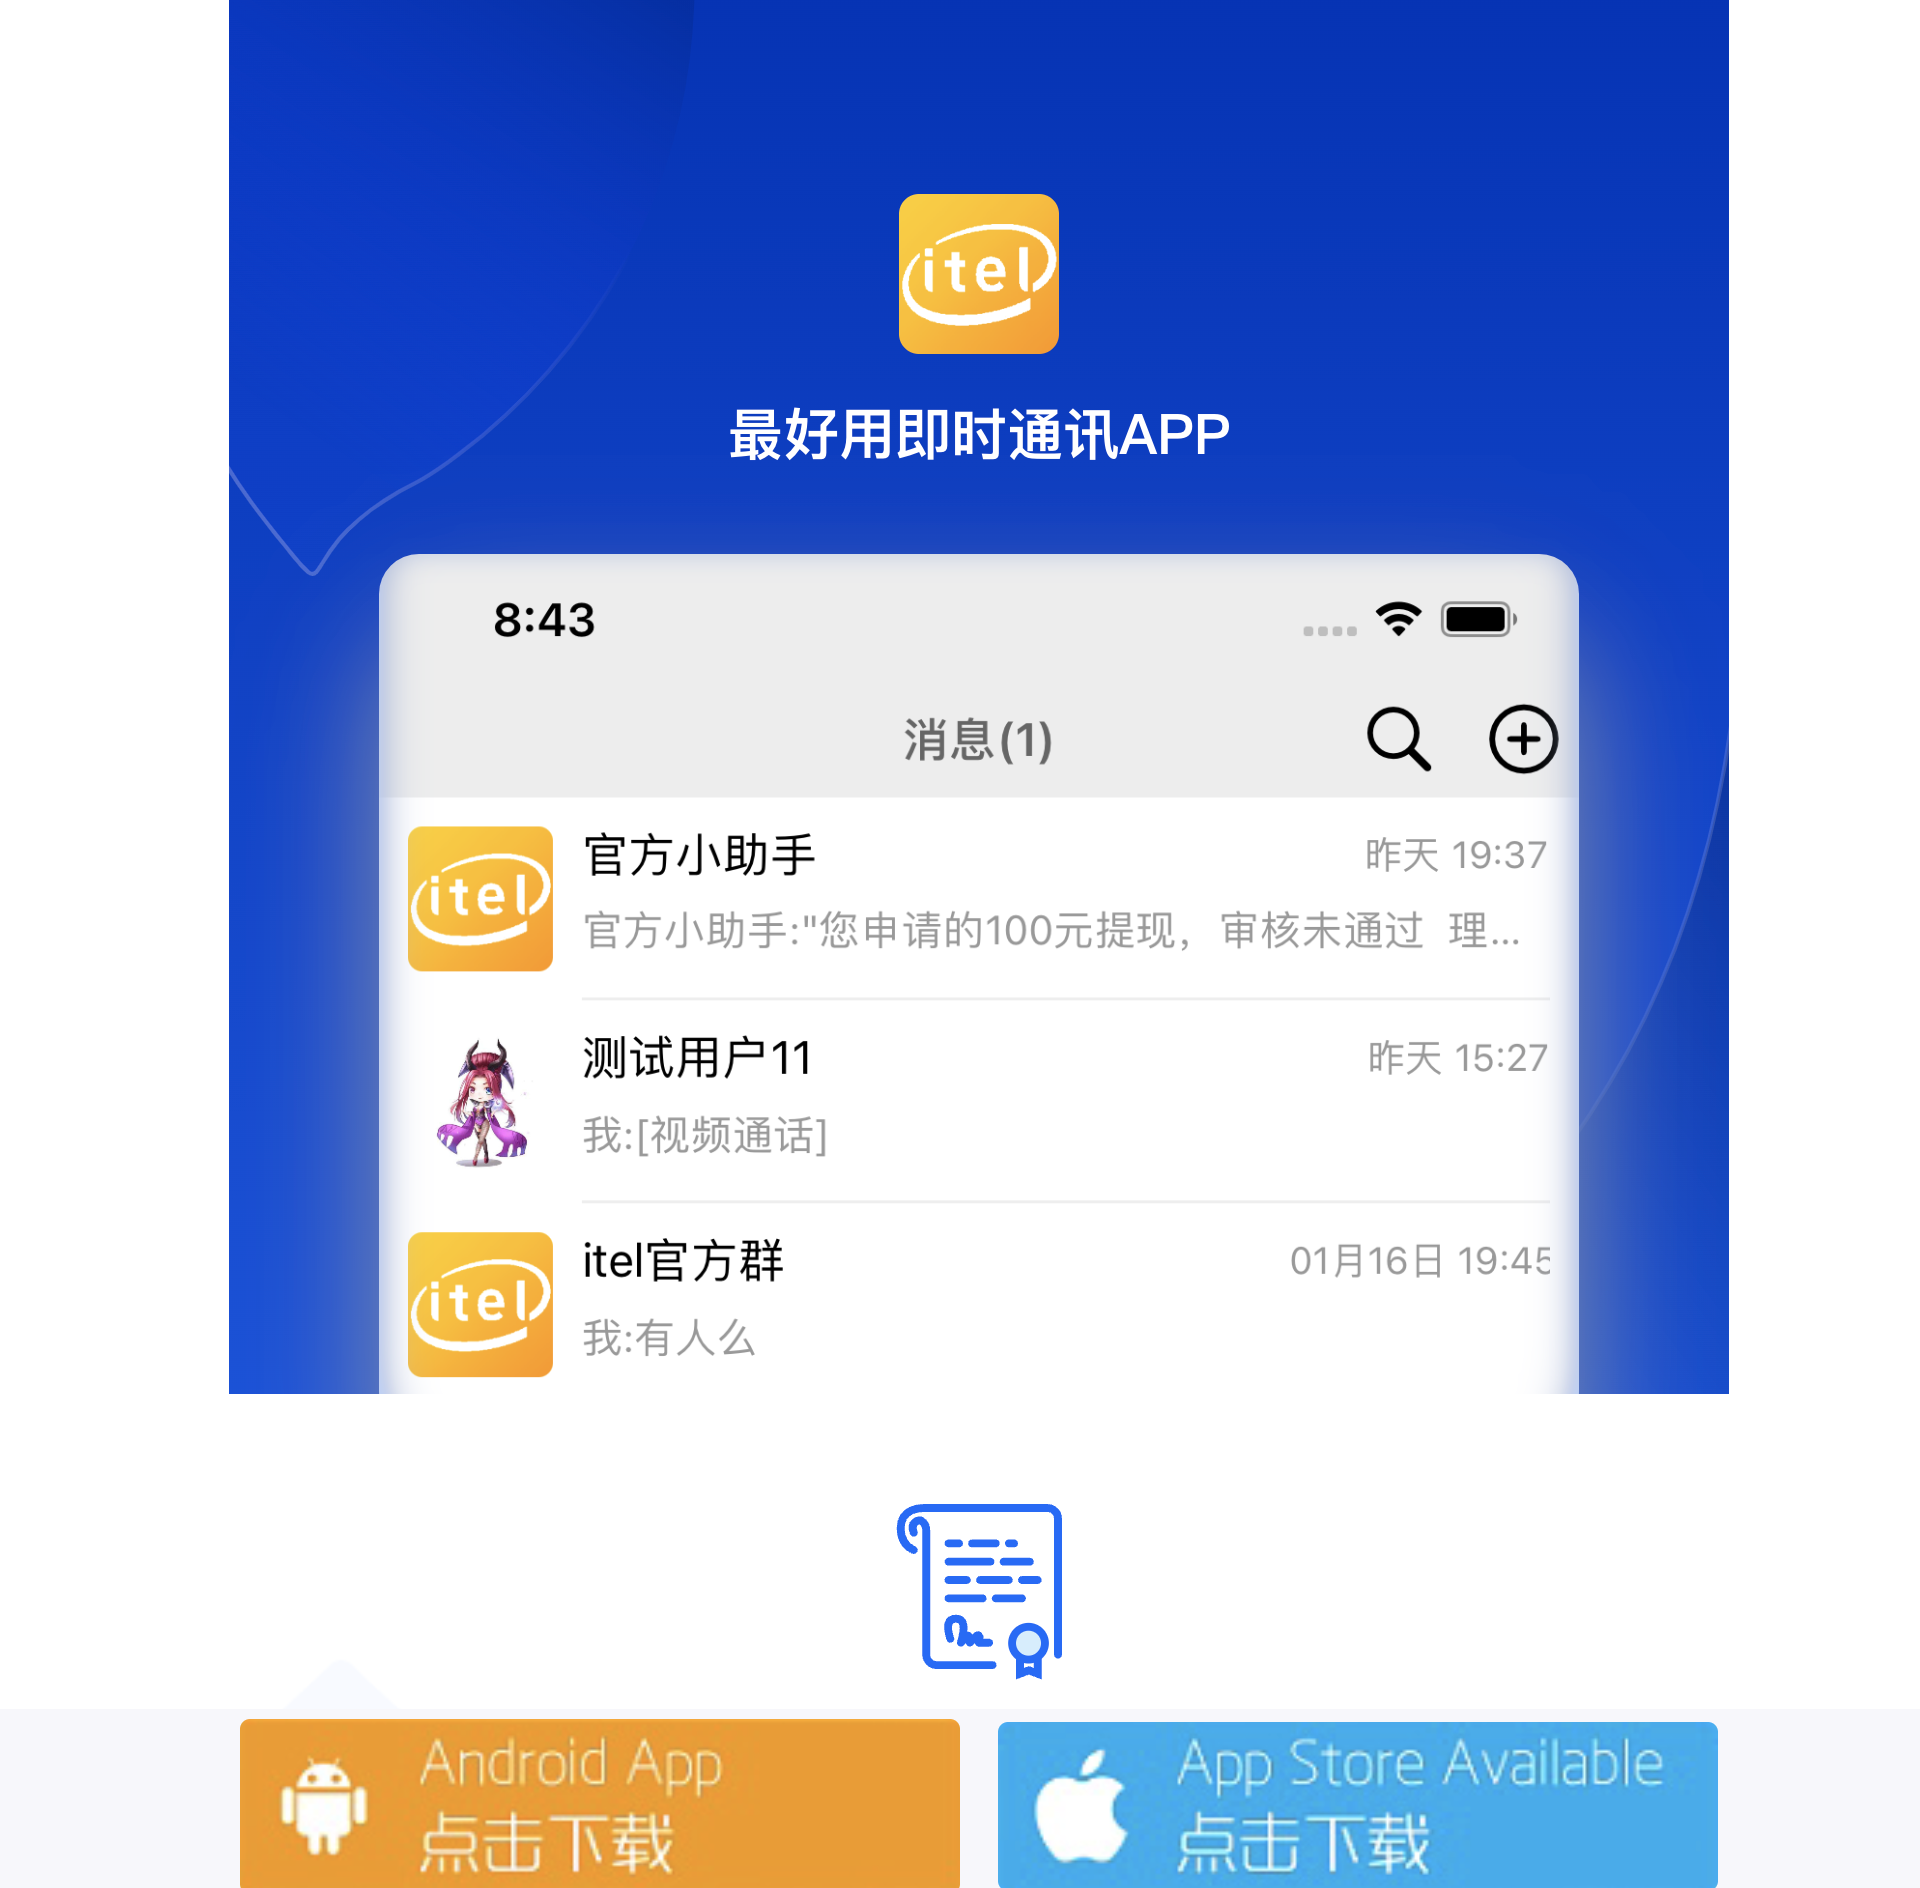 itel
最好用即时通讯APP
8:43
消息(1)
itel
官方小助手
昨天 19:37
官方小助手:"您申请的100元提现，审核未通过 理...
测试用户11
昨天 15:27
我:[视频通话]
itel
itel官方群
01月16日 19:45
我:有人么
Android App
点击下载
App Store Available
点击下载